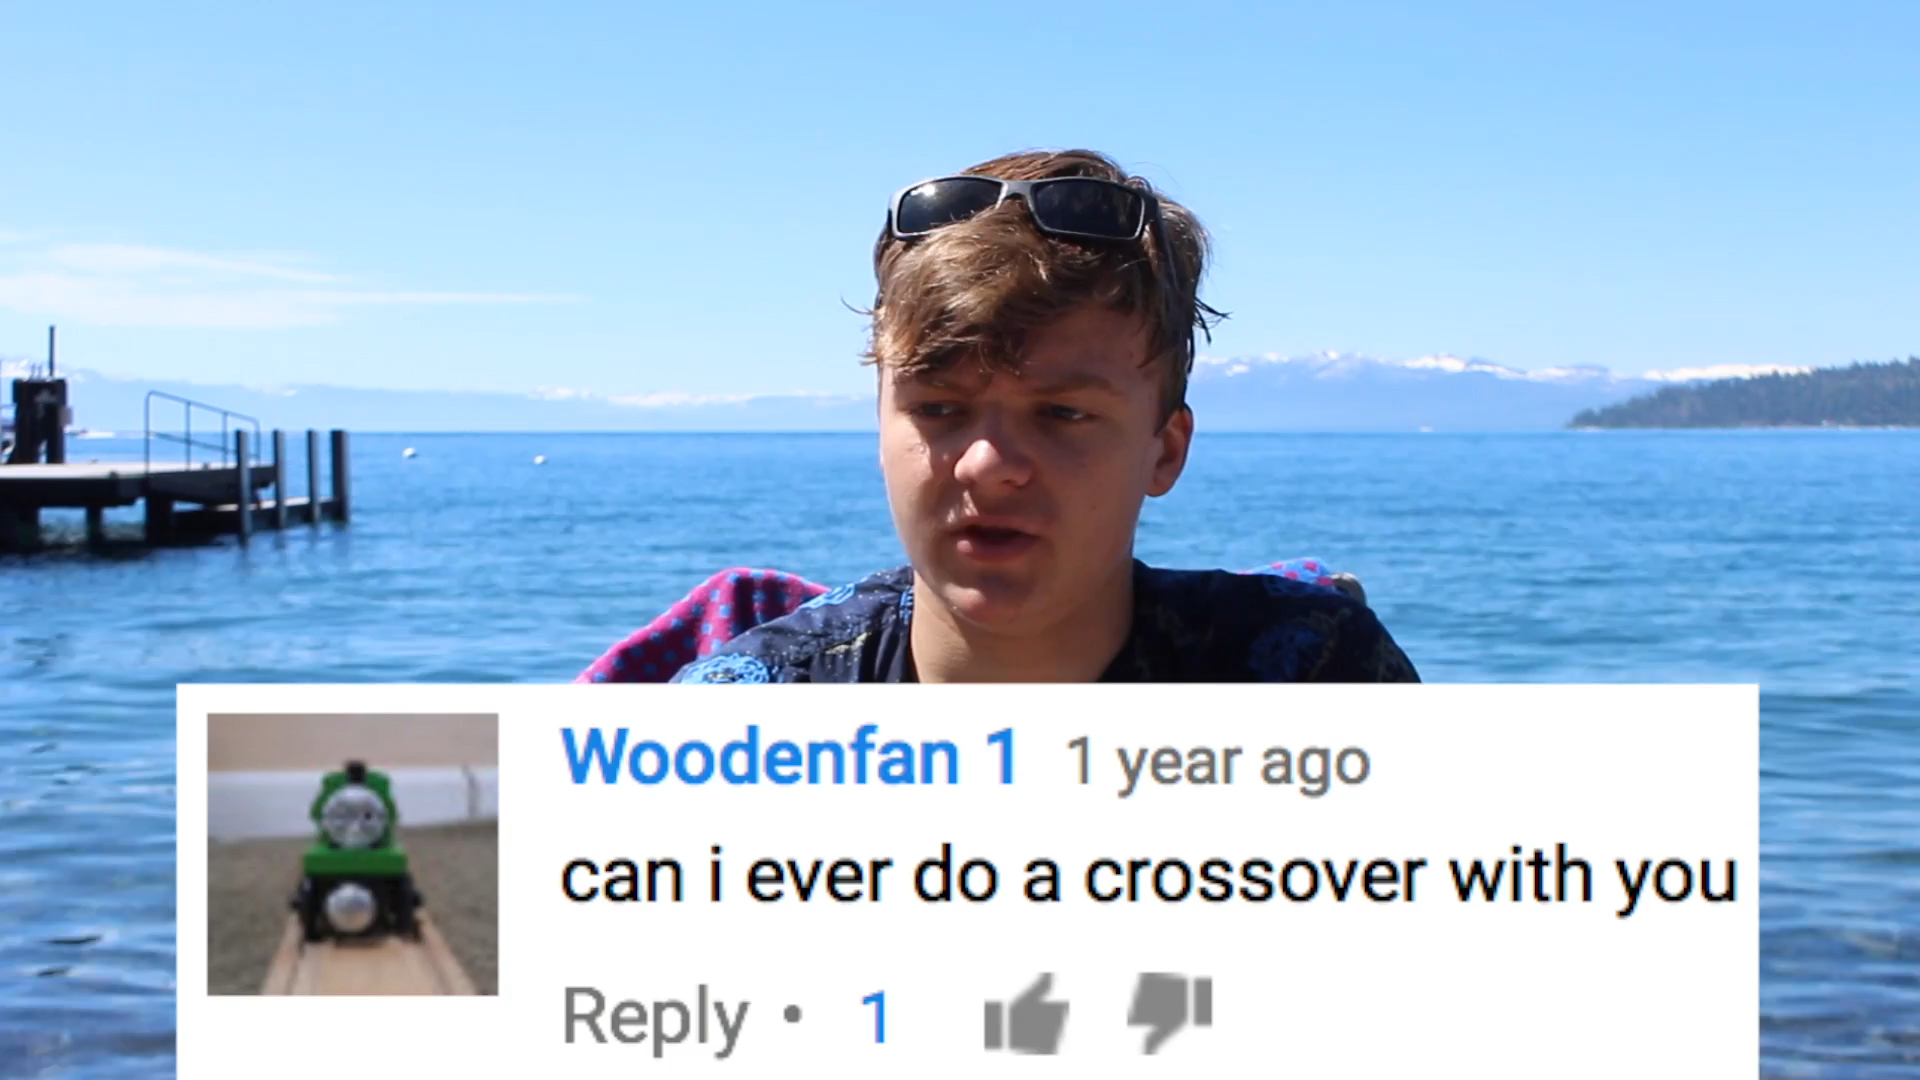 Woodenfan 1 1 year ago
can i ever do a crossover with you
Reply • 1